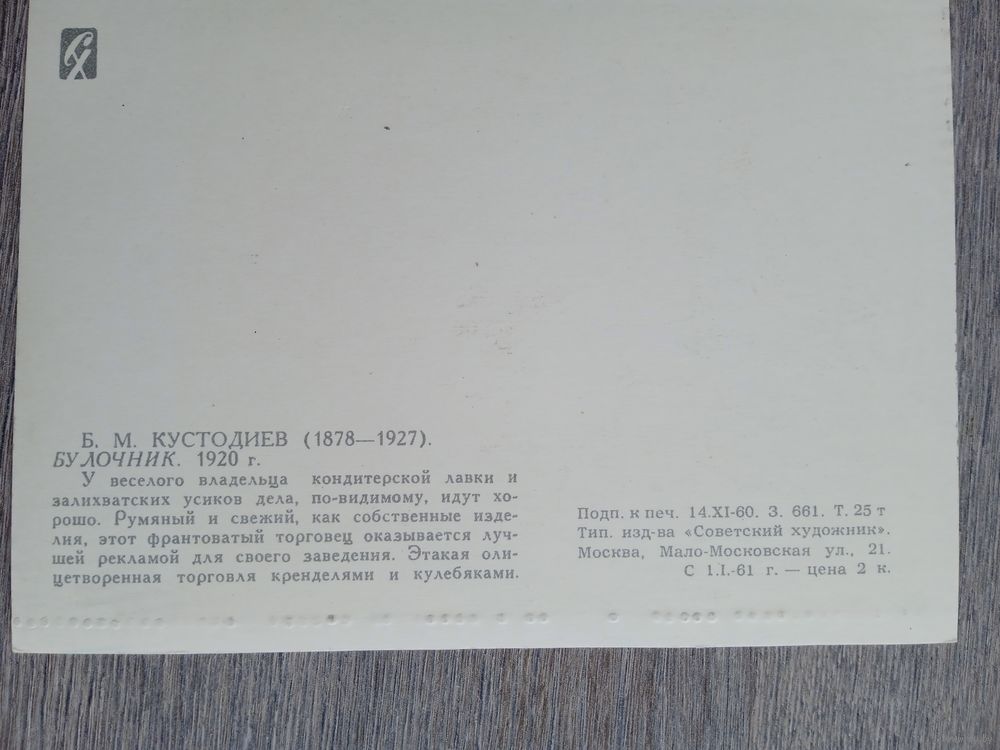 СХ
Б. М. КУСТОДИЕВ (1878—1927).
БУЛОЧНИК. 1920 г.
У веселого владельца кондитерской лавки и
залихватских усиков дела, по-видимому, идут хо-
рошо. Румяный и свежий, как собственные изде-
лия, этот франтоватый торговец оказывается луч-
шей рекламой для своего заведения. Этакая оли-
цетворенная торговля кренделями и кулебяками.
Подп. к печ. 14.XI-60. З. 661. Т. 25 т
Тип. изд-ва «Советский художник».
Москва, Мало-Московская ул., 21.
С 1.I.-61 г. — цена 2 к.